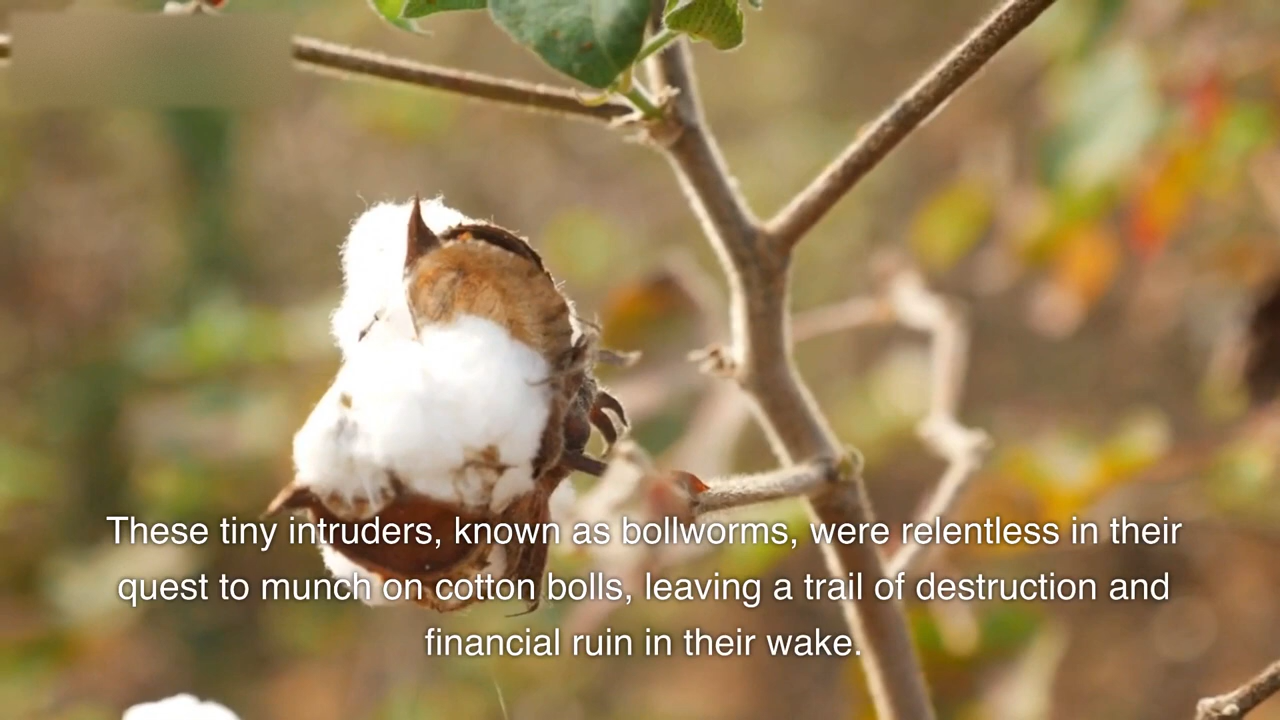 These tiny intruders, known as bollworms, were relentless in their
quest to munch on cotton bolls, leaving a trail of destruction and
financial ruin in their wake.